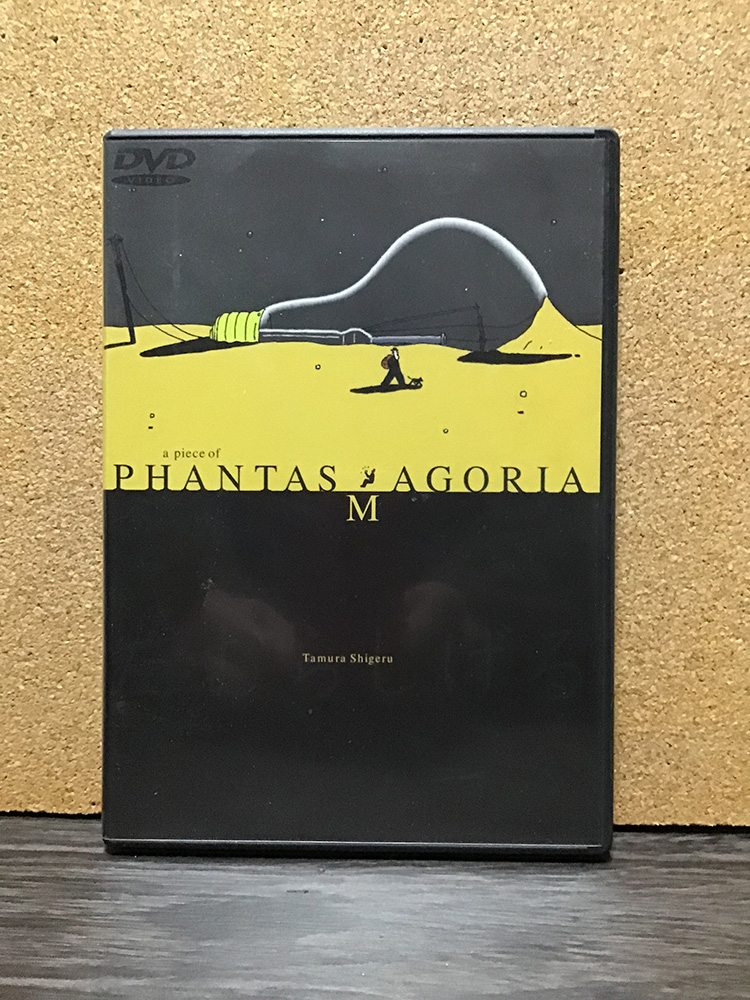 DVD
VIDEO
a piece of
PHANTAS AGORIA
M
Tamura Shigeru